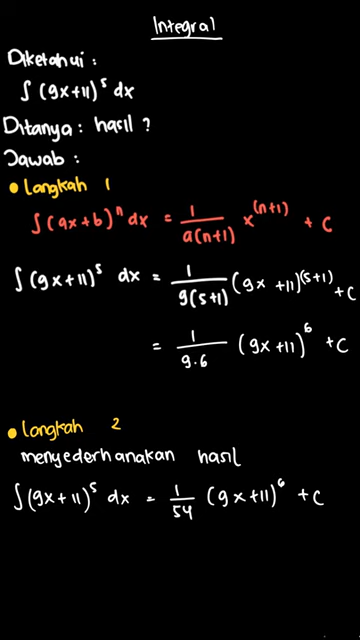 Integral
Diketahui :
∫ (9x+11)⁵ dx
Ditanya : hasil ?
Jawab :
• Langkah 1
∫ (ax+b)ⁿ dx = 1/a(n+1) x⁽ⁿ⁺¹⁾ + C
∫ (9x+11)⁵ dx = 1/9(5+1) (9x+11)⁽⁵⁺¹⁾ + C
= 1/9.6 (9x+11)⁶ + C
• Langkah 2
menyederhanakan hasil
∫ (9x+11)⁵ dx = 1/54 (9x+11)⁶ + C